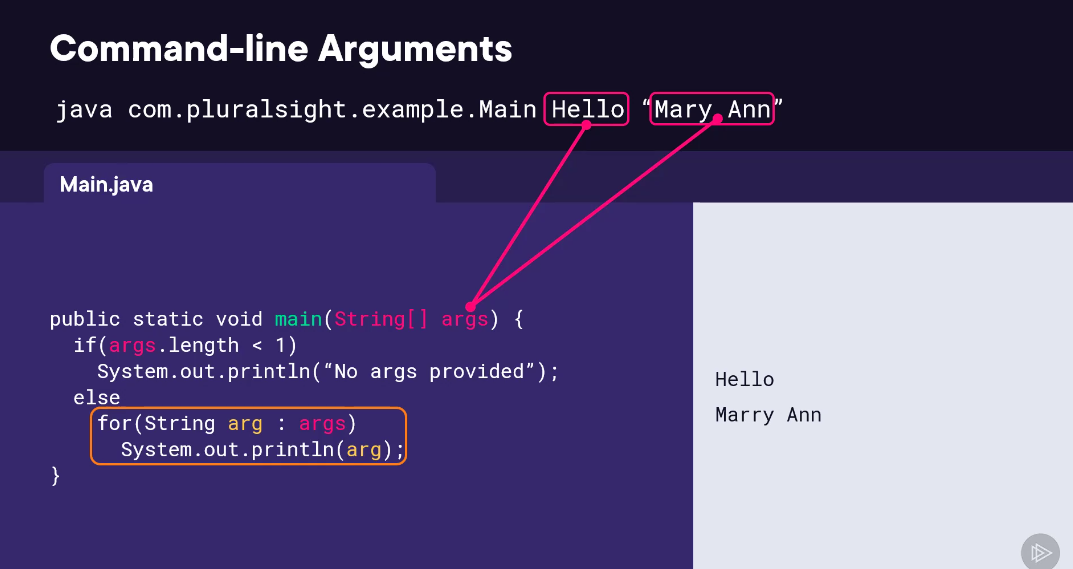 Command-line Arguments
java com.pluralsight.example.Main Hello “Mary Ann”
Main.java
public static void main(String[] args) {
  if(args.length < 1)
    System.out.println(“No args provided”);
  else
    for(String arg : args)
      System.out.println(arg);
}
Hello
Marry Ann